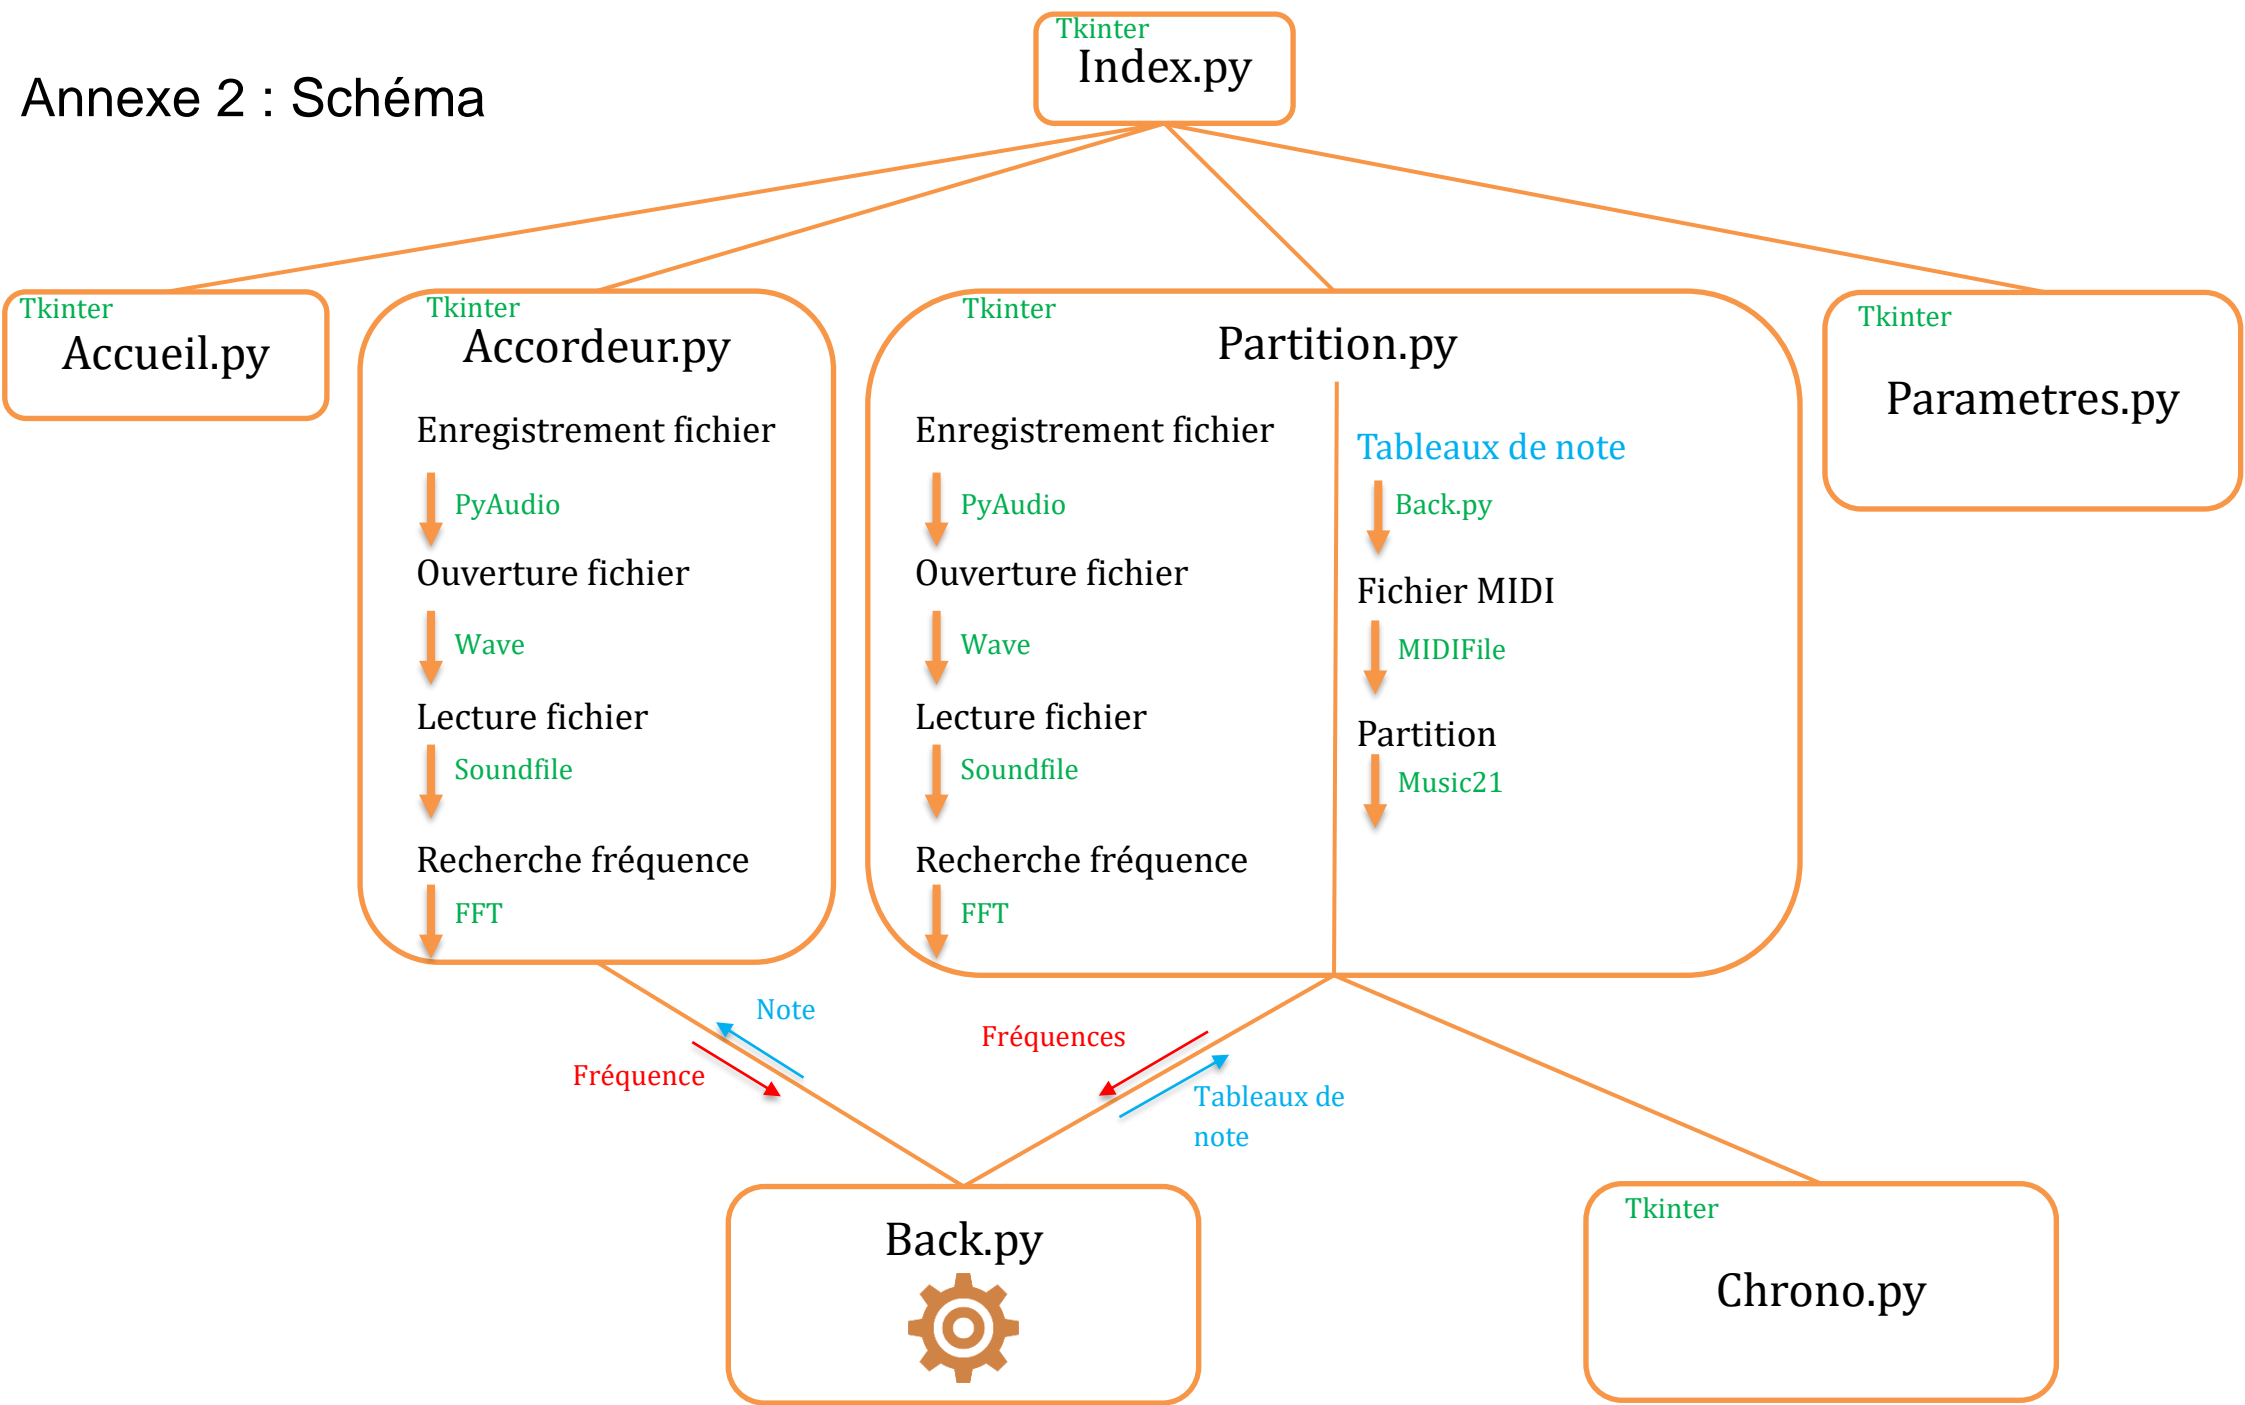 Annexe 2 : Schéma
Tkinter
Index.py
Tkinter
Accueil.py
Tkinter
Accordeur.py
Enregistrement fichier
PyAudio
Ouverture fichier
Wave
Lecture fichier
Soundfile
Recherche fréquence
FFT
Tkinter
Partition.py
Enregistrement fichier
PyAudio
Ouverture fichier
Wave
Lecture fichier
Soundfile
Recherche fréquence
FFT
Tableaux de note
Back.py
Fichier MIDI
MIDIFile
Partition
Music21
Tkinter
Parametres.py
Note
Fréquence
Fréquences
Tableaux de
note
Back.py
Tkinter
Chrono.py